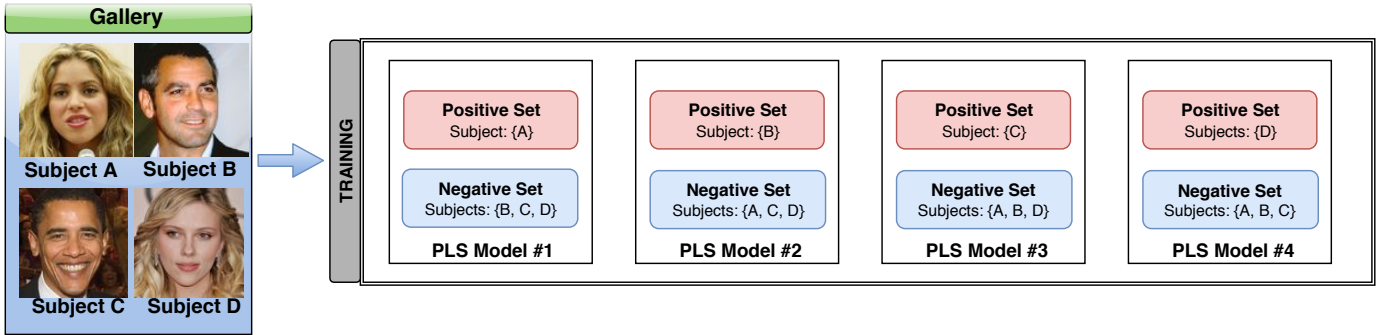 Gallery
Subject A
Subject B
Subject C
Subject D
TRAINING
Positive Set
Subject: {A}
Negative Set
Subjects: {B, C, D}
PLS Model #1
Positive Set
Subject: {B}
Negative Set
Subjects: {A, C, D}
PLS Model #2
Positive Set
Subject: {C}
Negative Set
Subjects: {A, B, D}
PLS Model #3
Positive Set
Subjects: {D}
Negative Set
Subjects: {A, B, C}
PLS Model #4